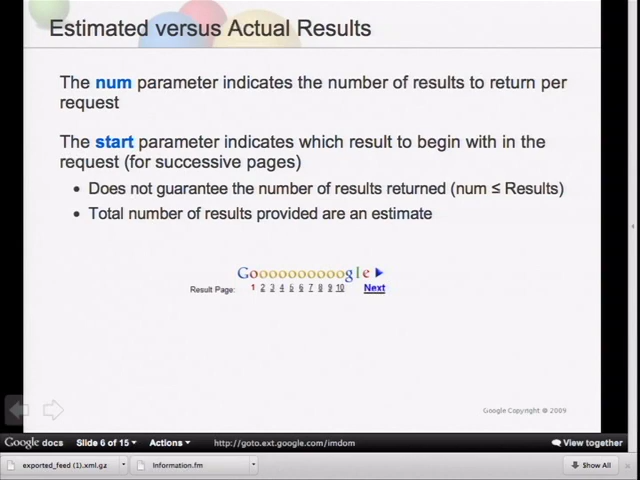 Estimated versus Actual Results
The num parameter indicates the number of results to return per
request
The start parameter indicates which result to begin with in the
request (for successive pages)
• Does not guarantee the number of results returned (num ≤ Results)
• Total number of results provided are an estimate
Goooooooooogle
Result Page: 1 2 3 4 5 6 7 8 9 10 Next
Google Copyright © 2009
Google docs Slide 6 of 15 Actions http://goto.ext.google.com/imdom View together
exported_feed (1).xml.gz Information.fm Show All